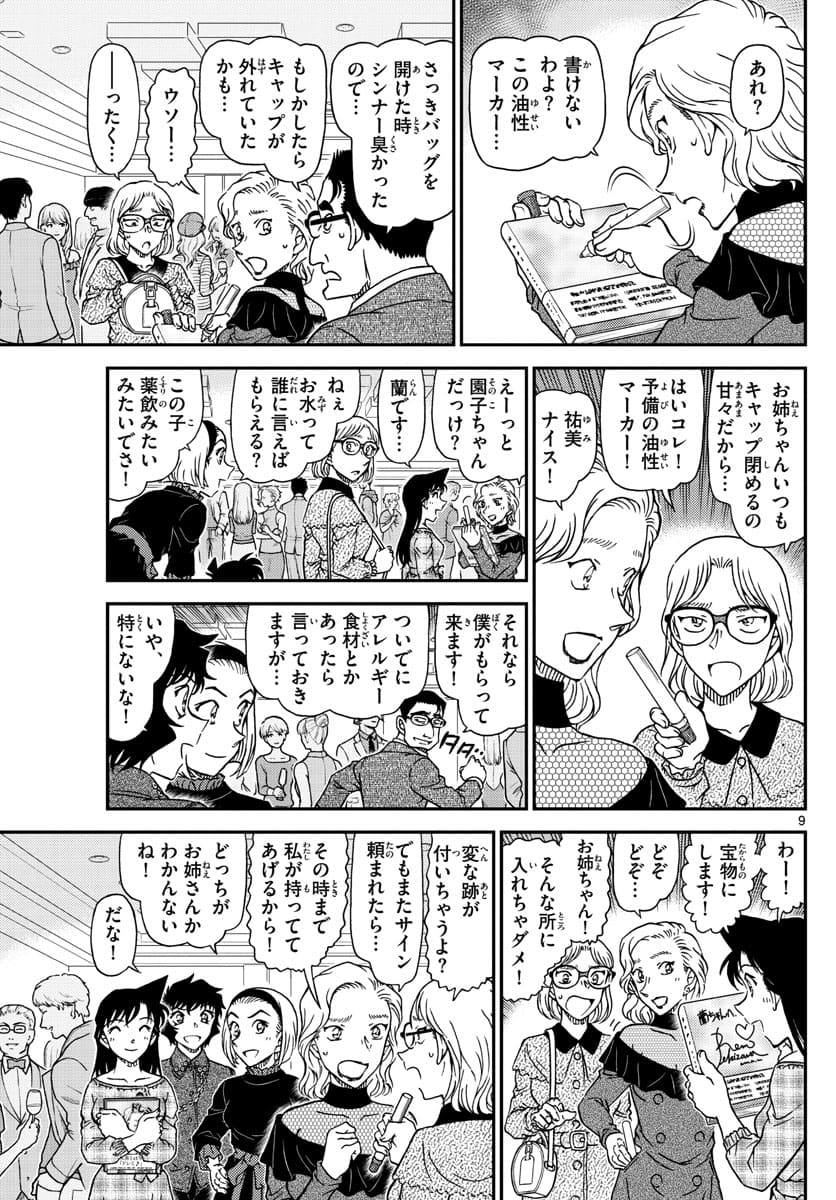 あれ？
書けない
わよ？
この油性
マーカー…
さっきバッグを
開けた時
シンナー臭かった
ので…
もしかしたら
キャップが
外れていた
かも…
ウソー…
ーったく…
お姉ちゃんいつも
キャップ閉めるの
甘々だから…
はいコレ！
予備の油性
マーカー！
祐美
ナイス！
えーっと
園子ちゃん
だっけ？
蘭です…
ねぇ
お水って
誰に言えば
もらえる？
この子
薬飲みたい
みたいでさ！
それなら
僕がもらって
来ます！
ついでに
アレルギー
食材とか
あったら
言っておき
ますが…
タタ…
いや、
特にないな！
9
わー！
宝物に
します！
どぞ
どぞ…
お姉ちゃん！
そんな所に
入れちゃダメ！
蘭ちゃんへ
変な跡が
付いちゃうよ？
でもまたサイン
頼まれたら…
その時まで
私が持ってて
あげるから！
どっちが
お姉さんか
わかんない
ね！
だな！